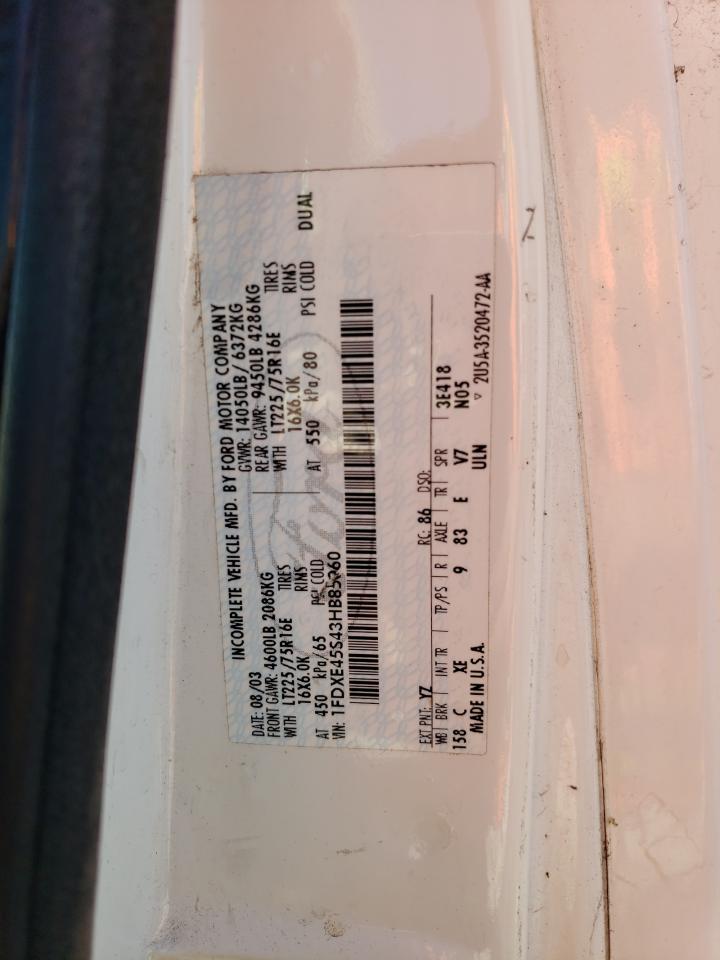 INCOMPLETE VEHICLE MFD. BY FORD MOTOR COMPANY
DATE: 08/03 GVWR: 14050LB/ 6372KG
FRONT GAWR: 4600LB 2086KG REAR GAWR: 9450LB 4286KG
WITH LT225/75R16E TIRES WITH LT225/75R16E TIRES
16X6.0K RINS 16X6.0K RINS
AT 450 kPa/65 PSI COLD AT 550 kPa/80 PSI COLD DUAL
VIN:
EXT PNT: YZ RC: 86 DSO:
WB BRK INT TR TP/PS R AXLE TR SPR 3E418
158 C XE 9 83 E V7 N05
MADE IN U.S.A. ULN ▽ 2U5A-3520472-AA
Ford